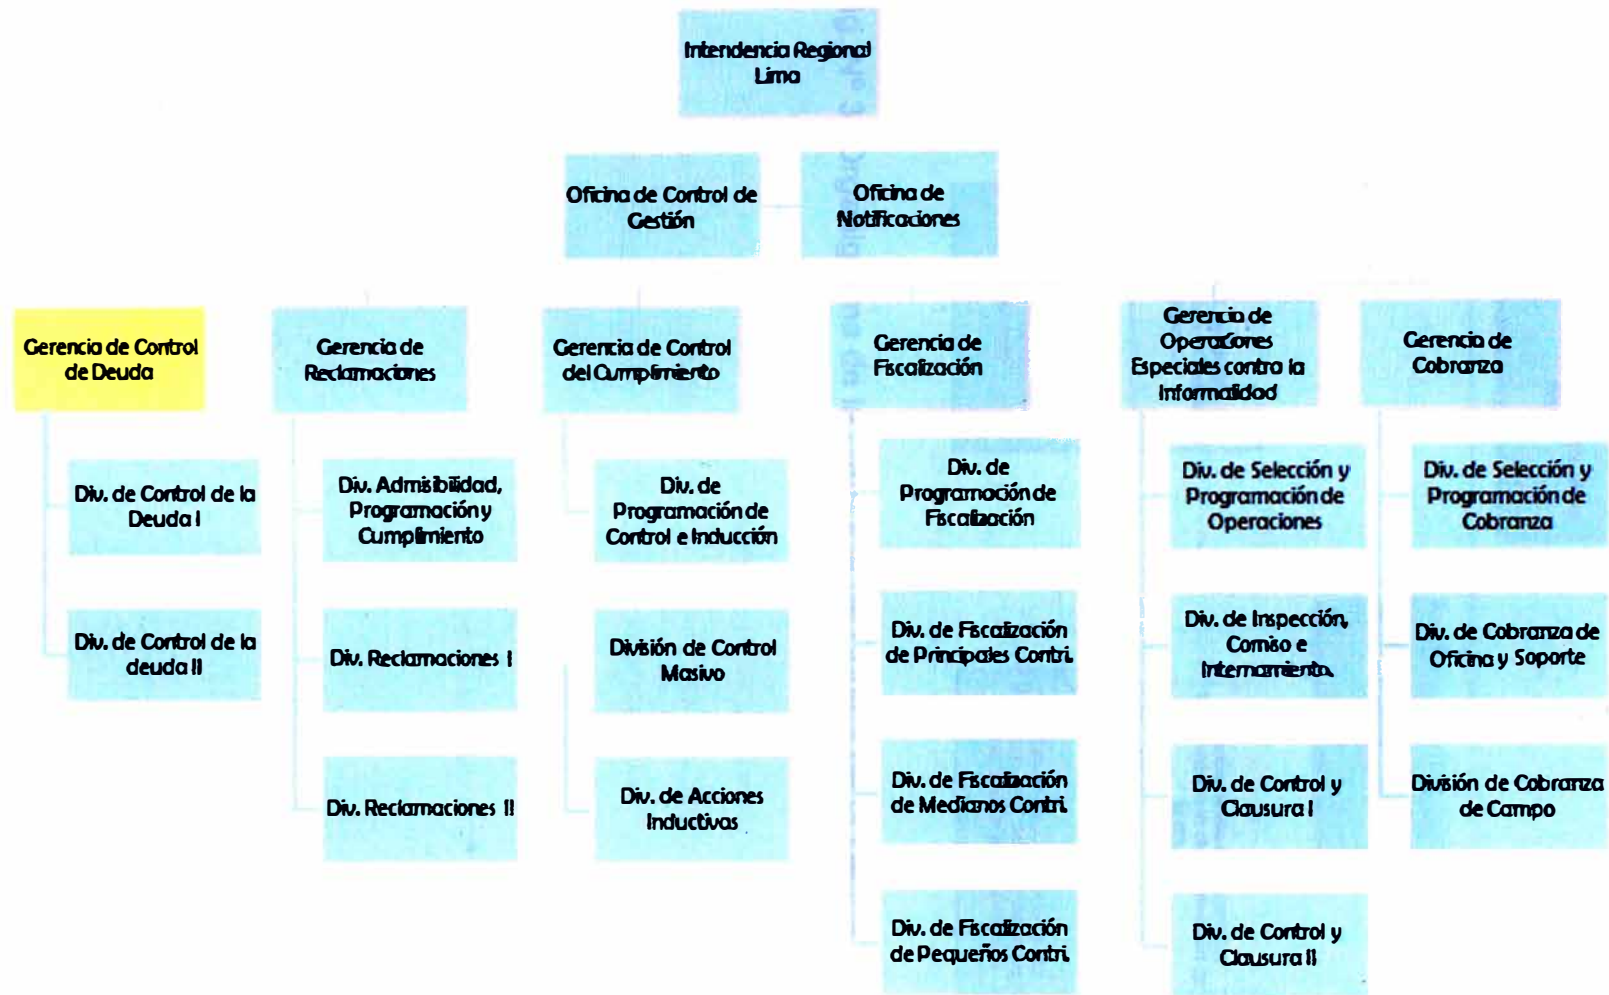 Intendencia Regional
Lima
Oficina de Control de
Gestión
Oficina de
Notificaciones
Gerencia de Control
de Deuda
Gerencia de
Reclamaciones
Gerencia de Control
del Cumplimiento
Gerencia de
Fiscalización
Gerencia de
Operaciones
Especiales contra la
Informalidad
Gerencia de
Cobranza
Div. de Control de la
Deuda I
Div. de Control de la
deuda II
Div. Admisibilidad,
Programación y
Cumplimiento
Div. Reclamaciones I
Div. Reclamaciones II
Div. de
Programación de
Control e Inducción
División de Control
Masivo
Div. de Acciones
Inductivas
Div. de
Programación de
Fiscalización
Div. de Fiscalización
de Principales Contri.
Div. de Fiscalización
de Medianos Contri.
Div. de Fiscalización
de Pequeños Contri.
Div. de Selección y
Programación de
Operaciones
Div. de Inspección,
Comiso e
Internamiento.
Div. de Control y
Clausura I
Div. de Control y
Clausura II
Div. de Selección y
Programación de
Cobranza
Div. de Cobranza de
Oficina y Soporte
División de Cobranza
de Campo